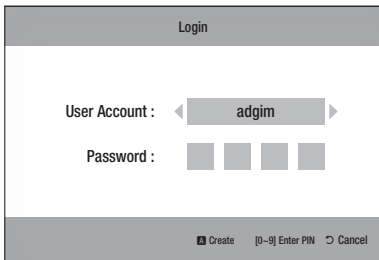 Login
User Account : adgim
Password :
A Create [0~9] Enter PIN Cancel